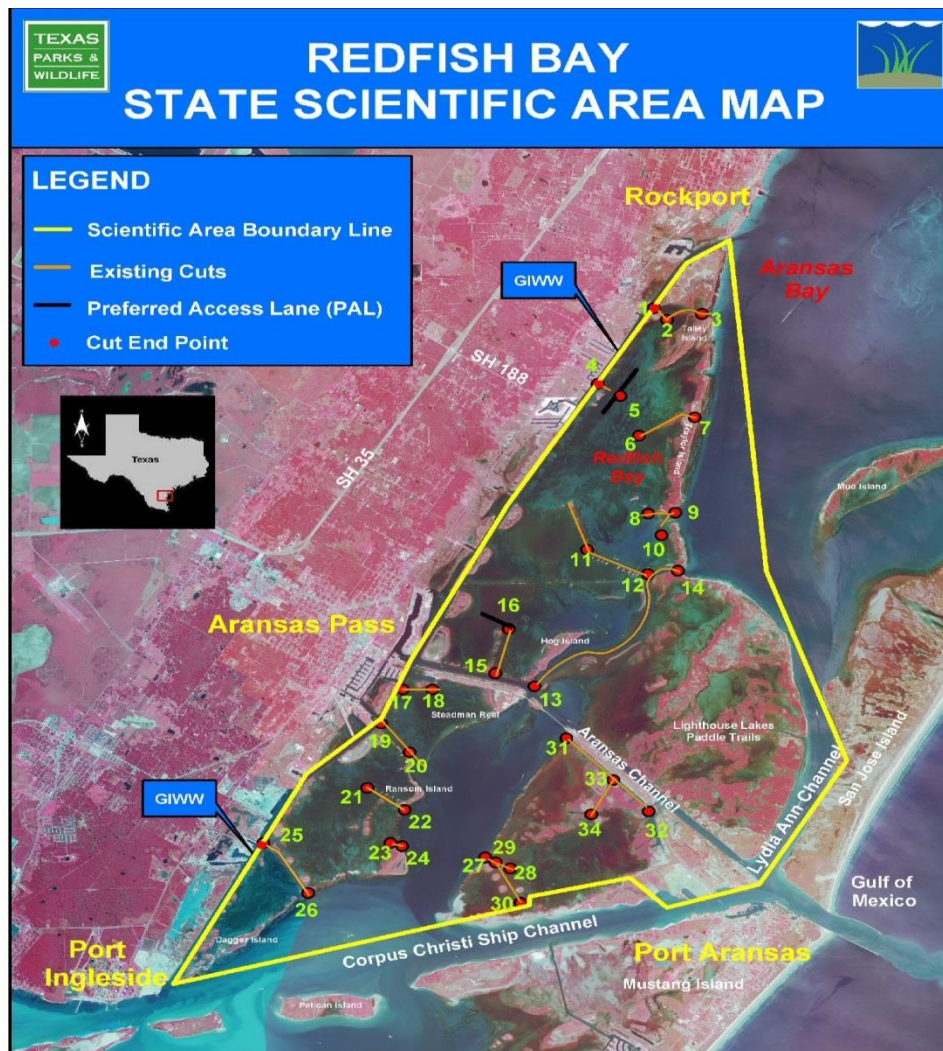 TEXAS
PARKS &
WILDLIFE
REDFISH BAY
STATE SCIENTIFIC AREA MAP
LEGEND
Scientific Area Boundary Line
Existing Cuts
Preferred Access Lane (PAL)
Cut End Point
Rockport
GIWW
Aransas
Bay
1
2
3
Talley
Island
SH 188
4
5
N
Texas
SH 35
6
7
Traylor Island
Redfish
Bay
Mud Island
8
9
10
11
12
14
Aransas Pass
16
Hog Island
15
13
17
18
Steadman Reef
19
20
31
Aransas Channel
Lighthouse Lakes
Paddle Trails
San Jose Island
Lydia Ann Channel
21
Ransom Island
22
33
34
32
GIWW
25
23
24
29
27
28
26
30
Gulf of
Mexico
Dagger Island
Port
Ingleside
Corpus Christi Ship Channel
Port Aransas
Mustang Island
Pelican Island